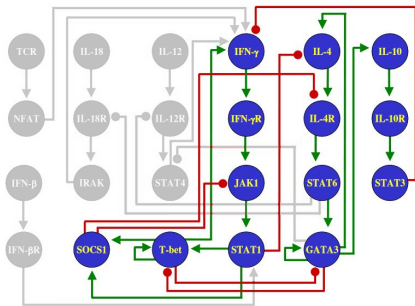 TCR IL-18 IL-12 IFN-γ IL-4 IL-10
NFAT IL-18R IL-12R IFN-γR IL-4R IL-10R
IFN-β IRAK STAT4 JAK1 STAT6 STAT3
IFN-βR SOCS1 T-bet STAT1 GATA3